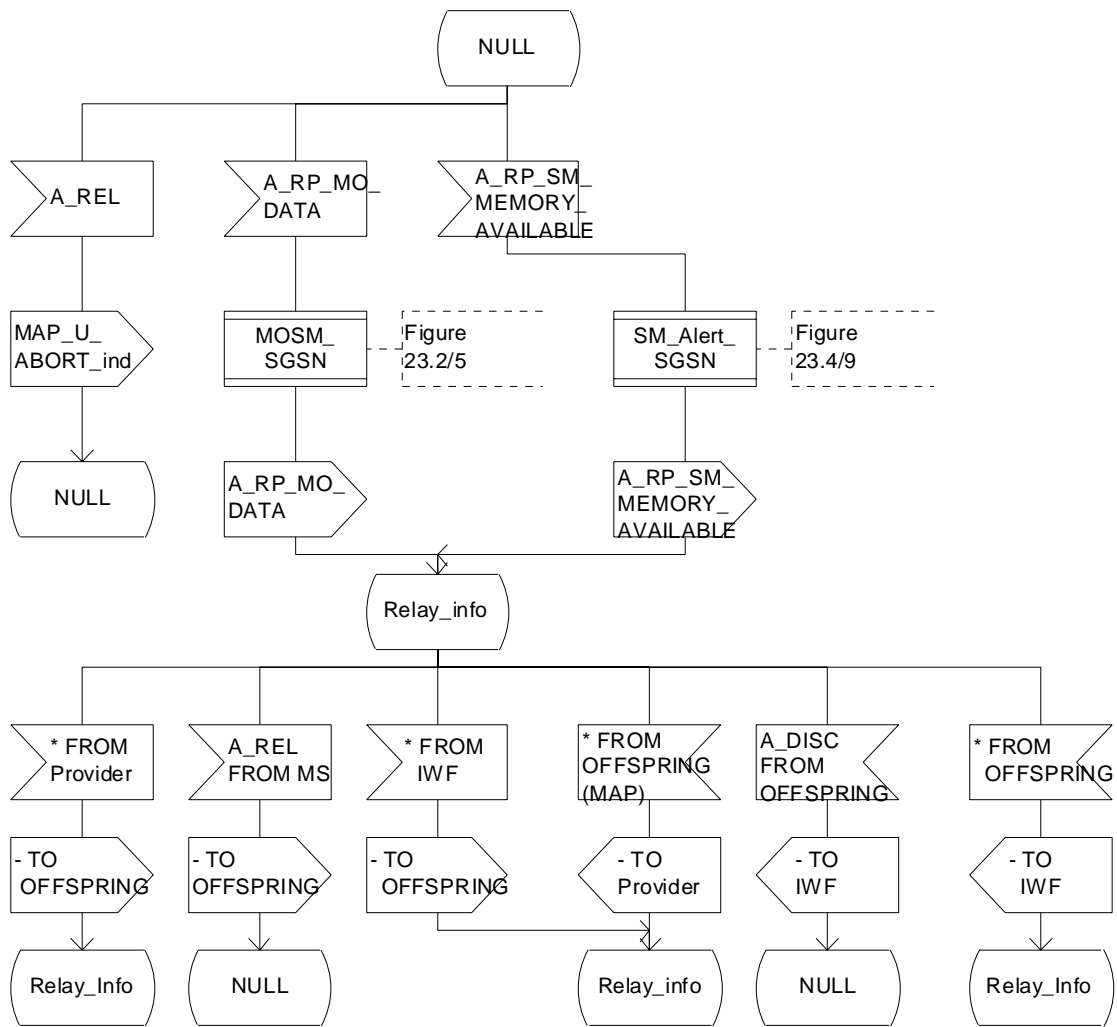 NULL
A_REL
A_RP_MO_
DATA
A_RP_SM_
MEMORY_
AVAILABLE
MAP_U_
ABORT_ind
MOSM_
SGSN
Figure
23.2/5
SM_Alert_
SGSN
Figure
23.4/9
NULL
A_RP_MO_
DATA
A_RP_SM_
MEMORY_
AVAILABLE
Relay_info
* FROM
Provider
A_REL
FROM MS
* FROM
IWF
* FROM
OFFSPRING
(MAP)
A_DISC
FROM
OFFSPRING
* FROM
OFFSPRING
- TO
OFFSPRING
- TO
OFFSPRING
- TO
OFFSPRING
- TO
Provider
- TO
IWF
- TO
IWF
Relay_Info
NULL
Relay_info
NULL
Relay_Info